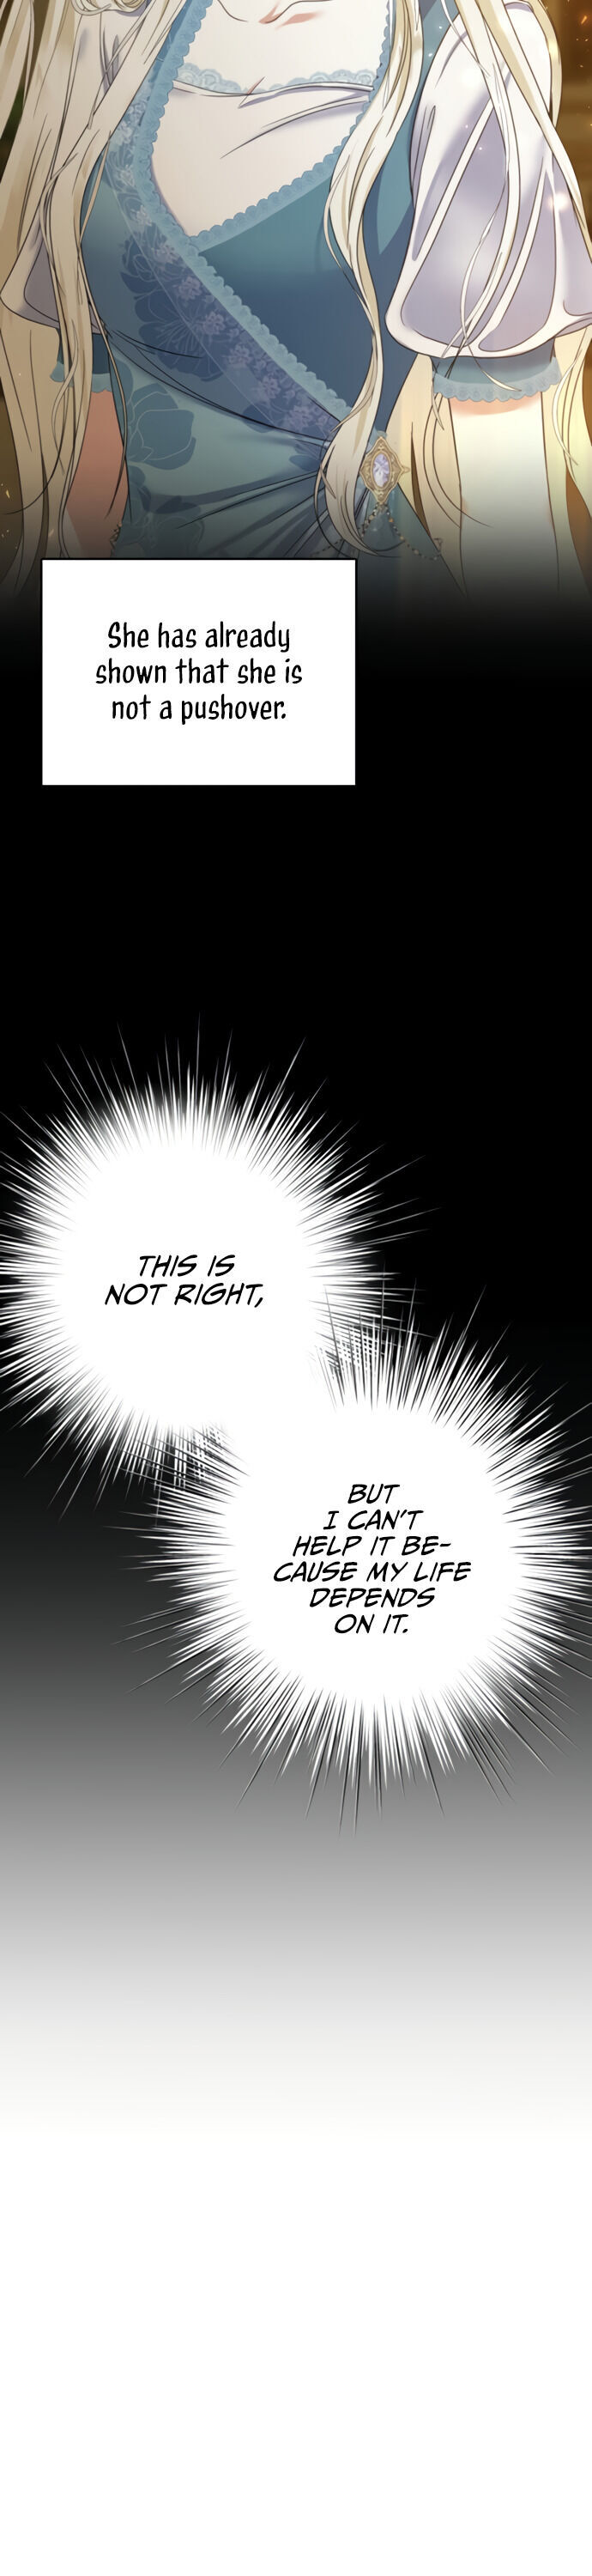 She has already
shown that she is
not a pushover.
THIS IS
NOT RIGHT,
BUT
I CAN'T
HELP IT BE-
CAUSE MY LIFE
DEPENDS
ON IT.